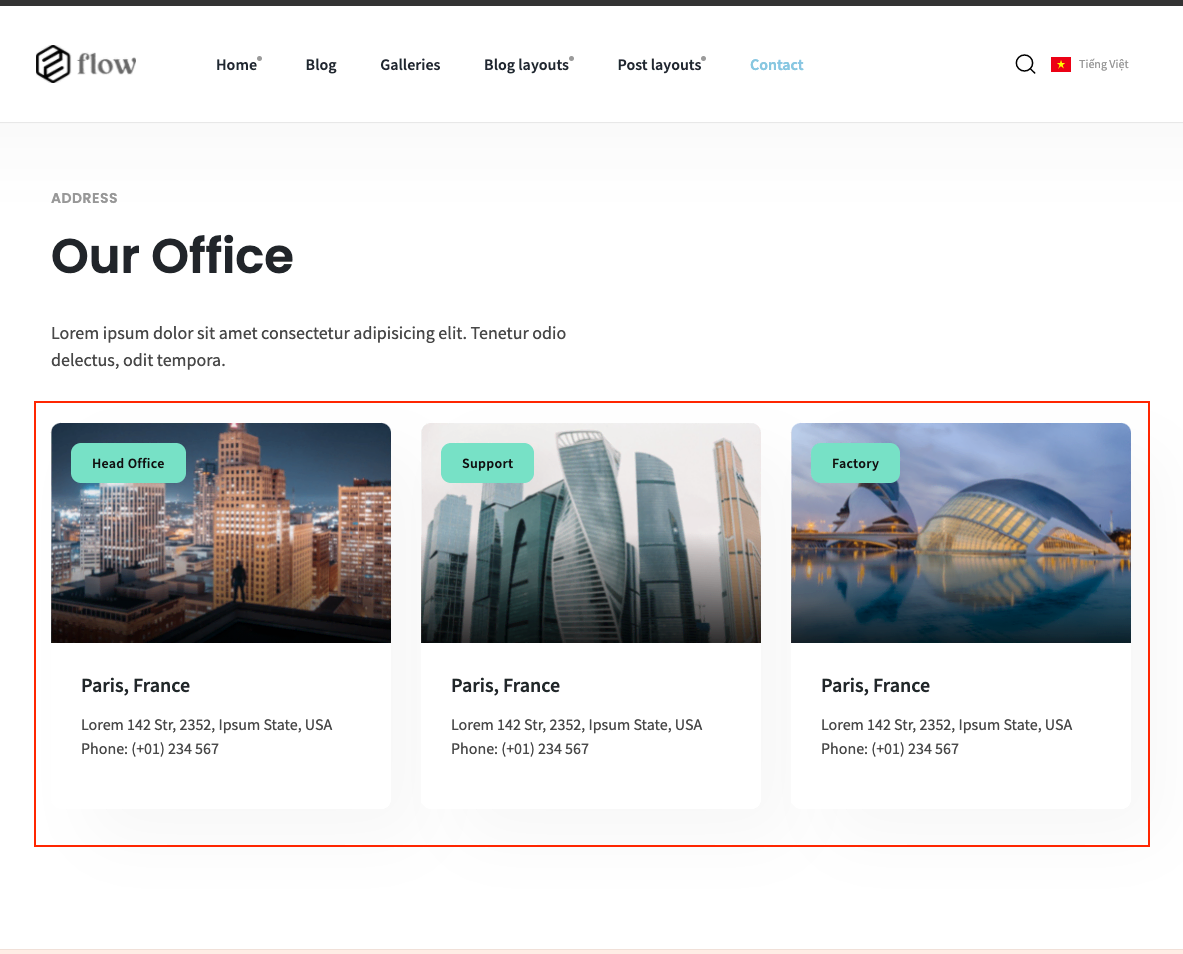 flow
Home
Blog
Galleries
Blog layouts
Post layouts
Contact
Tiếng Việt
ADDRESS
Our Office
Lorem ipsum dolor sit amet consectetur adipisicing elit. Tenetur odio
delectus, odit tempora.
Head Office
Support
Factory
Paris, France
Lorem 142 Str, 2352, Ipsum State, USA
Phone: (+01) 234 567
Paris, France
Lorem 142 Str, 2352, Ipsum State, USA
Phone: (+01) 234 567
Paris, France
Lorem 142 Str, 2352, Ipsum State, USA
Phone: (+01) 234 567